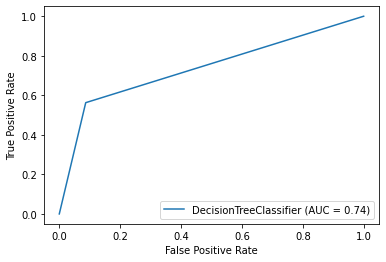 1.0
0.8
0.6
0.4
0.2
0.0
True Positive Rate
DecisionTreeClassifier (AUC = 0.74)
0.0 0.2 0.4 0.6 0.8 1.0
False Positive Rate